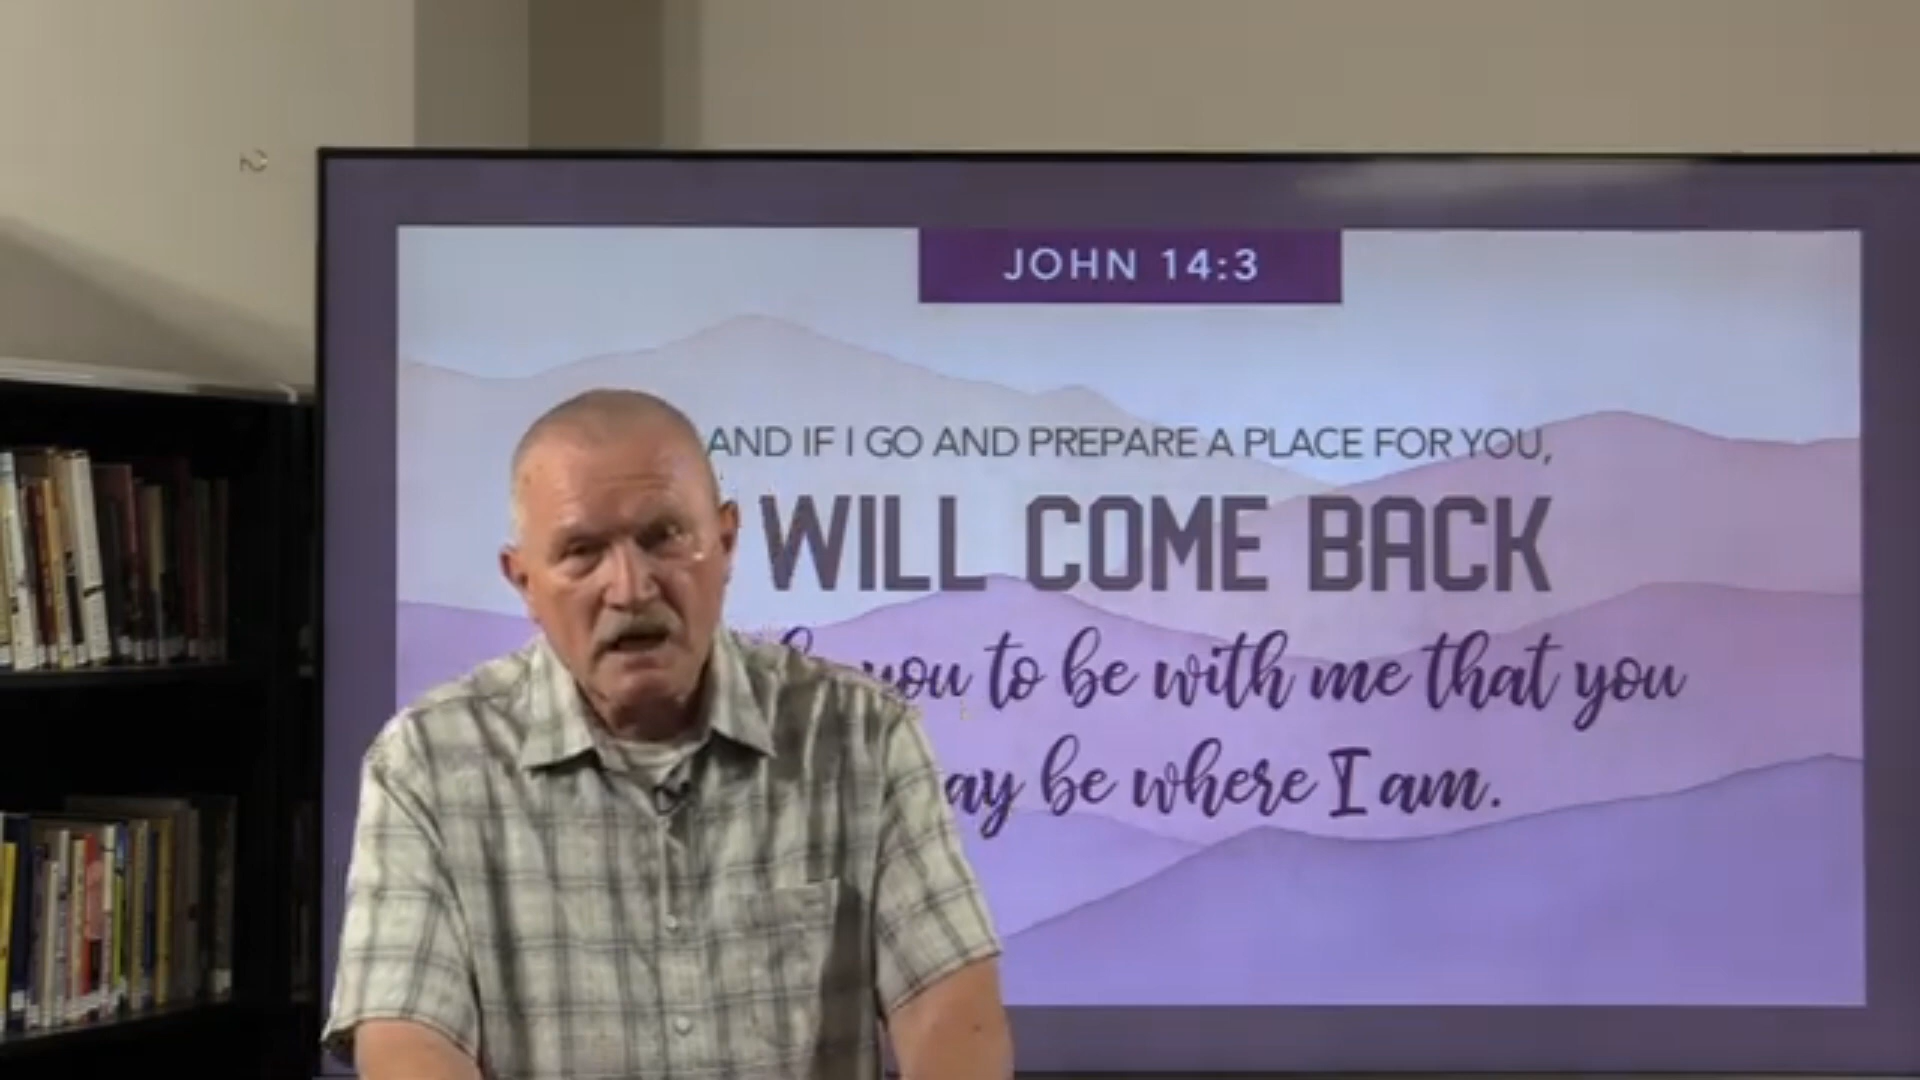 JOHN 14:3
AND IF I GO AND PREPARE A PLACE FOR YOU,
WILL COME BACK
you to be with me that you
be where I am.